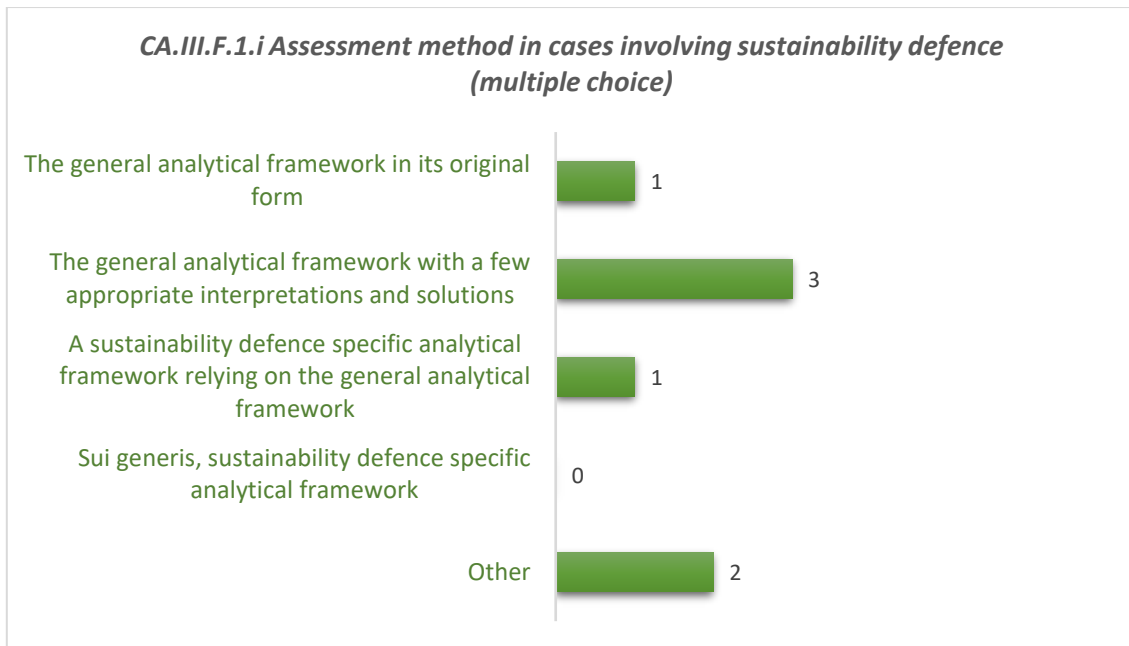 CA.III.F.1.i Assessment method in cases involving sustainability defence
(multiple choice)
The general analytical framework in its original
form
1
The general analytical framework with a few
appropriate interpretations and solutions
3
A sustainability defence specific analytical
framework relying on the general analytical
framework
1
Sui generis, sustainability defence specific
analytical framework
0
Other
2